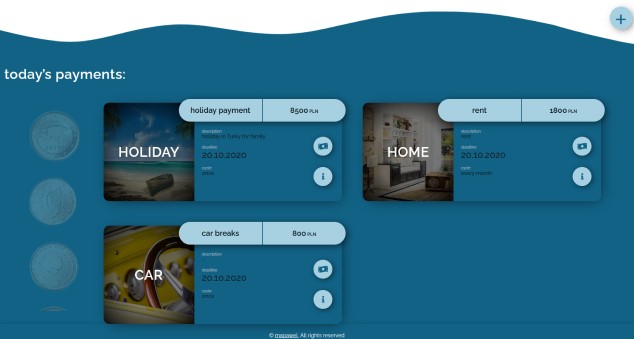 today's payments:
holiday payment
8500 PLN
HOLIDAY
description
holiday in Turky for family
deadline
20.10.2020
cycle
once
rent
1800 PLN
HOME
description
rent
deadline
20.10.2020
cycle
every month
car breaks
800 PLN
CAR
description
deadline
20.10.2020
cycle
once
All rights reserved